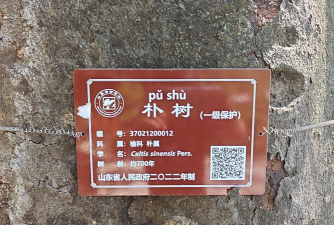 pǔ shù
朴 树 (一级保护)
编 号: 37021200012
科 属: 榆科 朴属
学 名: Celtis sinensis Pers.
树 龄: 约700年
山东省人民政府二〇二二年制